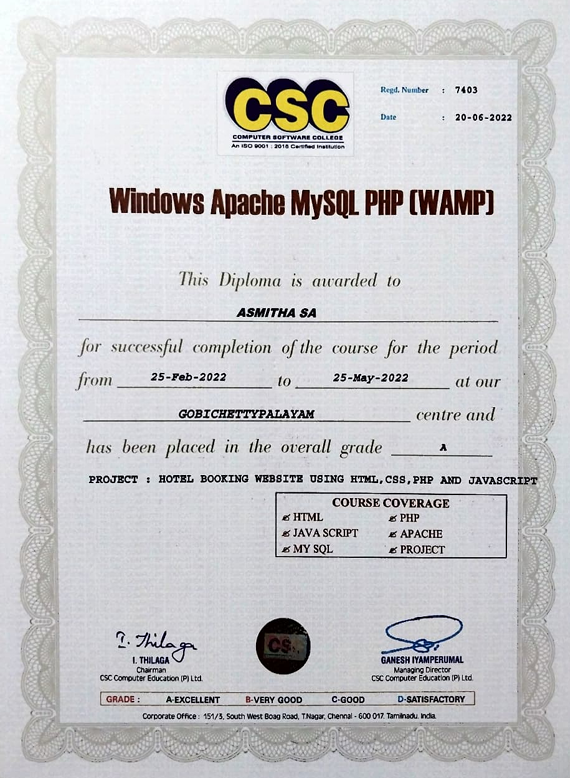 CSC
COMPUTER SOFTWARE COLLEGE
An ISO 9001 : 2015 Certified Institution
Regd. Number : 7403
Date : 20-06-2022
Windows Apache MySQL PHP (WAMP)
This Diploma is awarded to
ASMITHA SA
for successful completion of the course for the period
from 25-Feb-2022 to 25-May-2022 at our
GOBICHETTYPALAYAM centre and
has been placed in the overall grade A
PROJECT : HOTEL BOOKING WEBSITE USING HTML,CSS,PHP AND JAVASCRIPT
COURSE COVERAGE
HTML PHP
JAVA SCRIPT APACHE
MY SQL PROJECT
I. Thilaga
CSC
I. THILAGA GANESH IYAMPERUMAL
Chairman Managing Director
CSC Computer Education (P) Ltd. CSC Computer Education (P) Ltd.
GRADE : A-EXCELLENT B-VERY GOOD C-GOOD D-SATISFACTORY
Corporate Office : 151/3, South West Boag Road, T.Nagar, Chennai - 600 017. Tamilnadu. India.